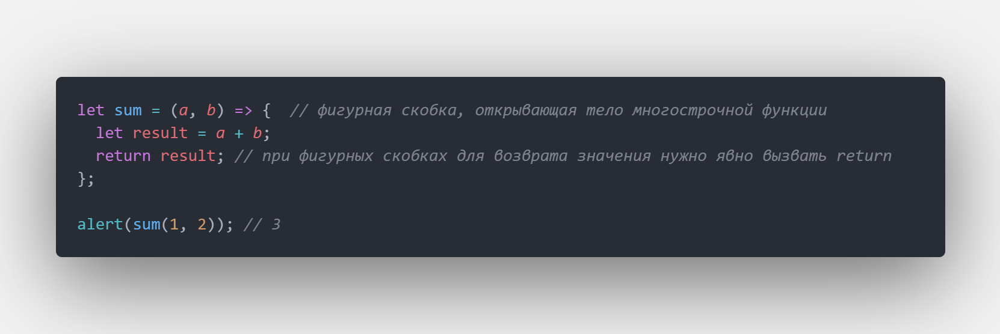 let sum = (a, b) => {  // фигурная скобка, открывающая тело многострочной функции
  let result = a + b;
  return result; // при фигурных скобках для возврата значения нужно явно вызвать return
};

alert(sum(1, 2)); // 3